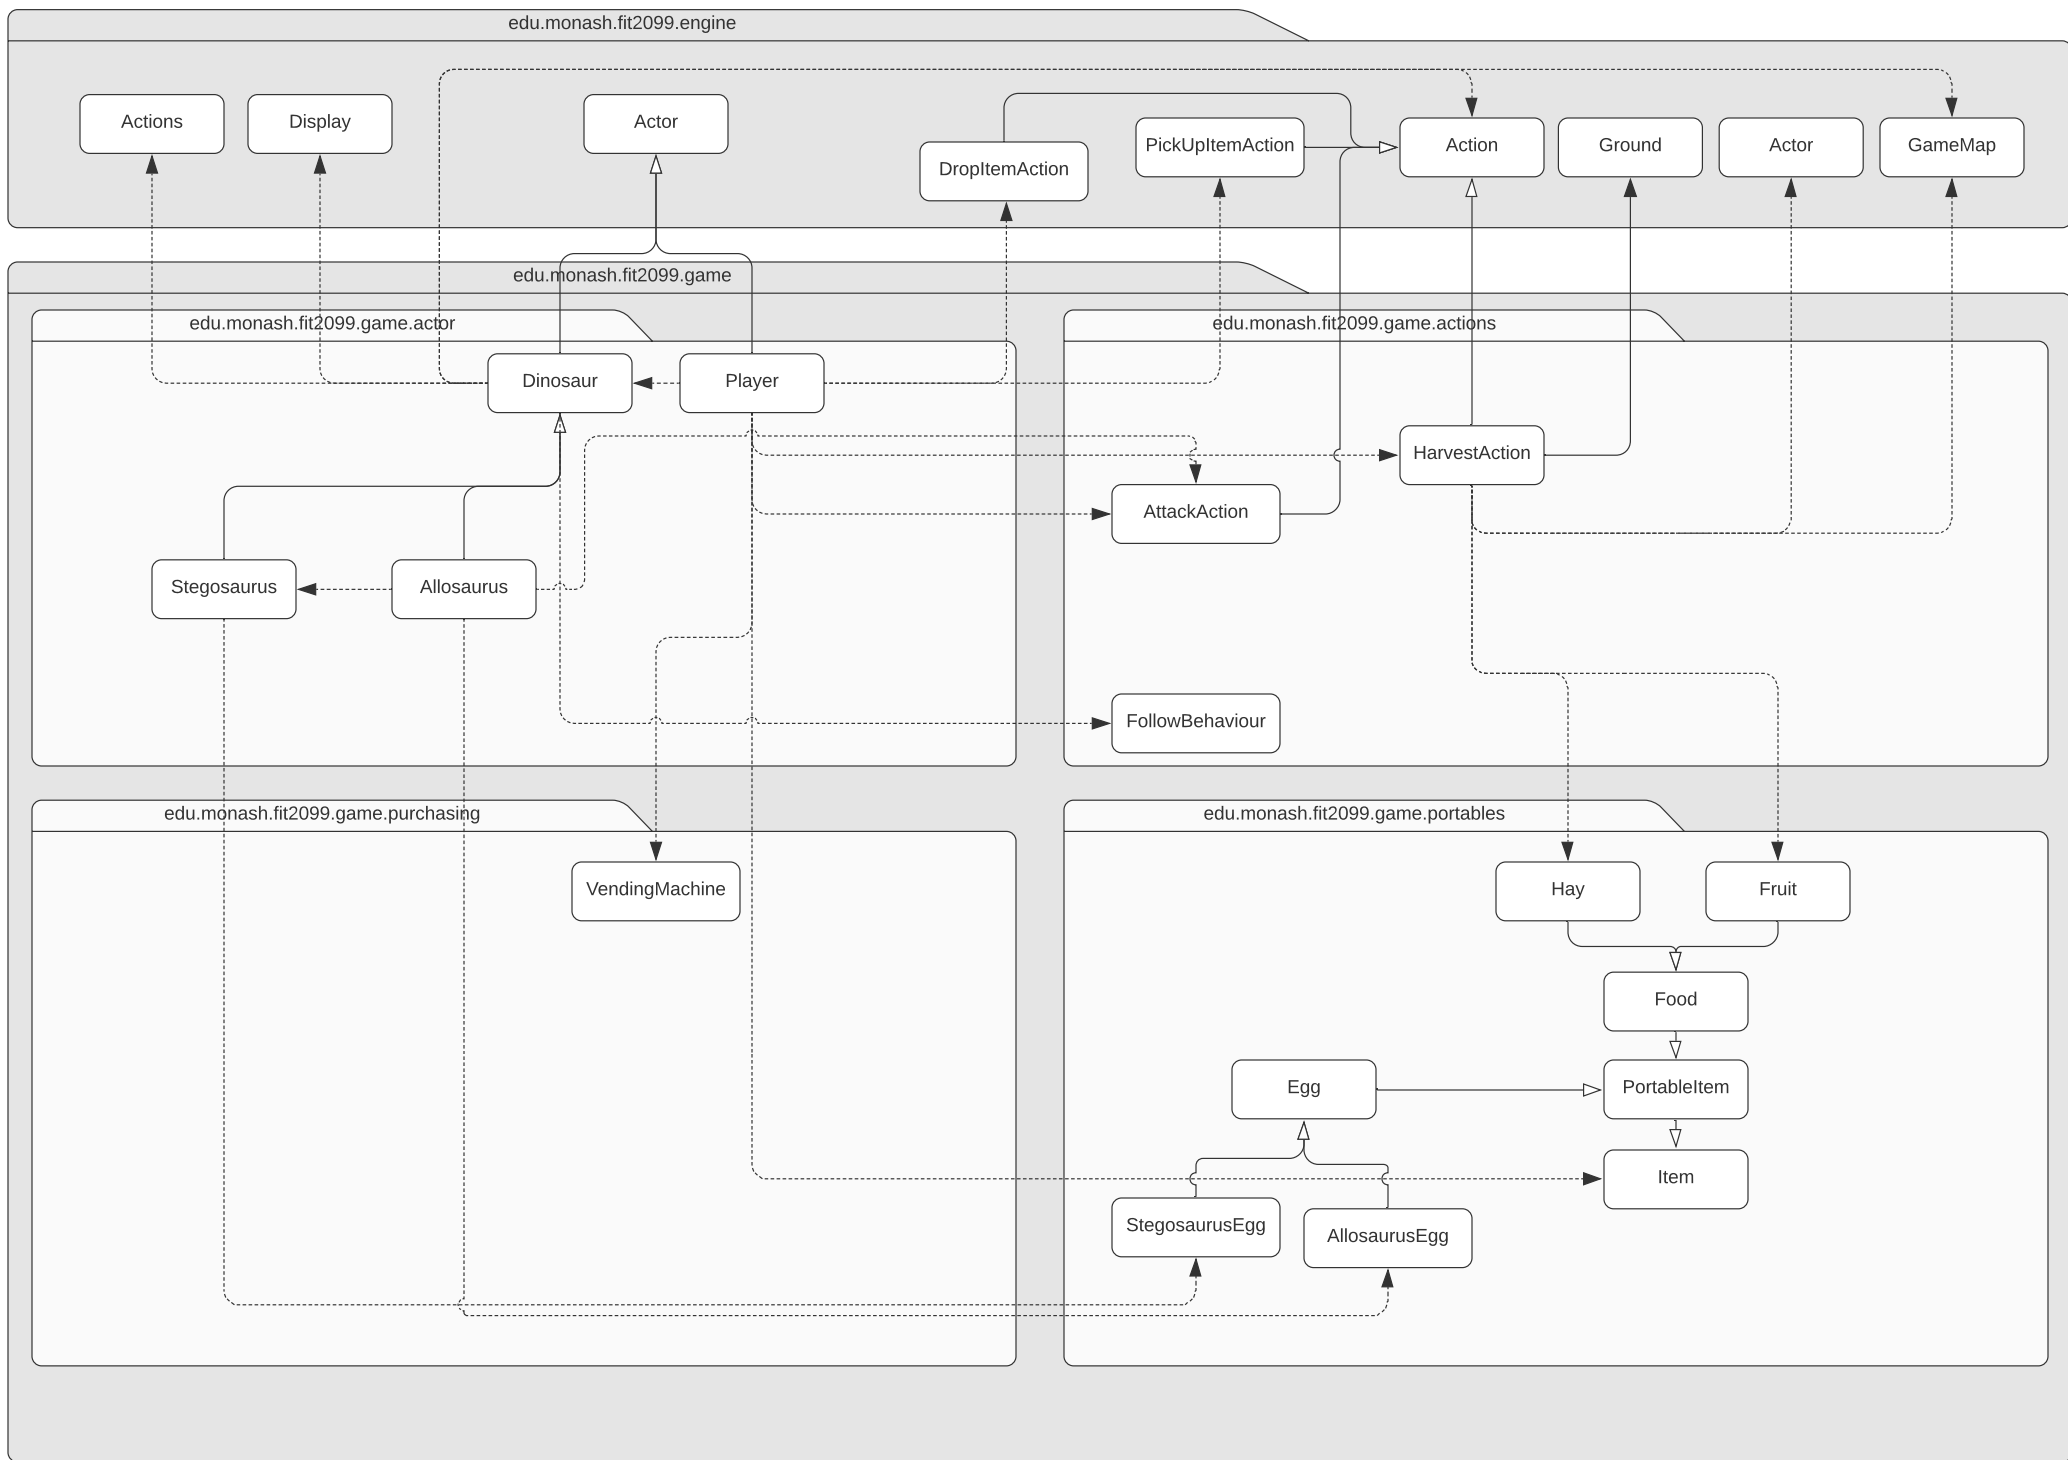 edu.monash.fit2099.engine
Actions
Display
Actor
DropItemAction
PickUpItemAction
Action
Ground
Actor
GameMap
edu.monash.fit2099.game
edu.monash.fit2099.game.actor
Dinosaur
Player
Stegosaurus
Allosaurus
edu.monash.fit2099.game.actions
HarvestAction
AttackAction
FollowBehaviour
edu.monash.fit2099.game.purchasing
VendingMachine
edu.monash.fit2099.game.portables
Hay
Fruit
Food
Egg
PortableItem
Item
StegosaurusEgg
AllosaurusEgg